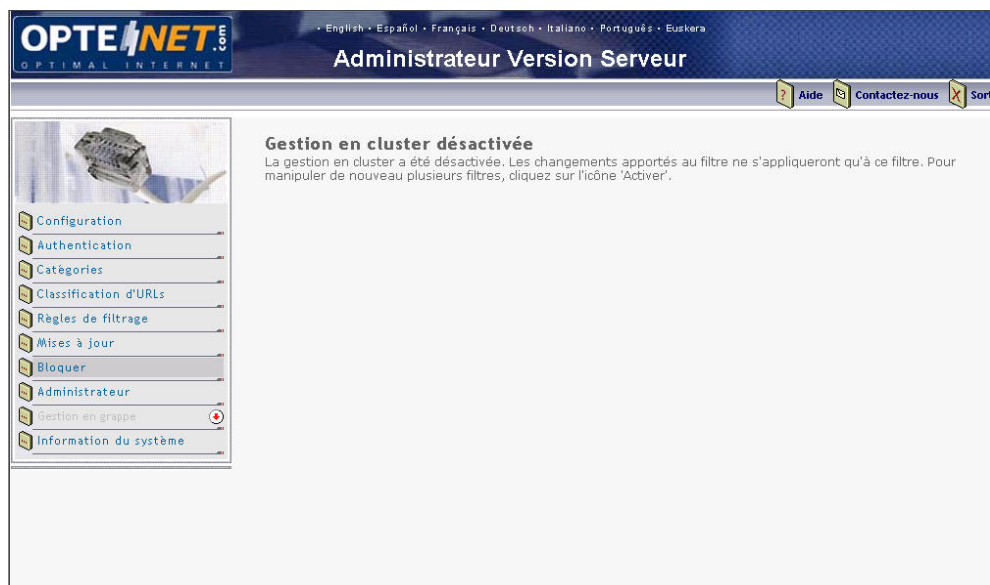 OPTENET.com
OPTIMAL INTERNET
• English • Español • Français • Deutsch • Italiano • Português • Euskera
Administrateur Version Serveur
Aide Contactez-nous Sort
Gestion en cluster désactivée
La gestion en cluster a été désactivée. Les changements apportés au filtre ne s'appliqueront qu'à ce filtre. Pour
manipuler de nouveau plusieurs filtres, cliquez sur l'icône 'Activer'.
Configuration
Authentication
Catégories
Classification d'URLs
Règles de filtrage
Mises à jour
Bloquer
Administrateur
Gestion en grappe
Information du système